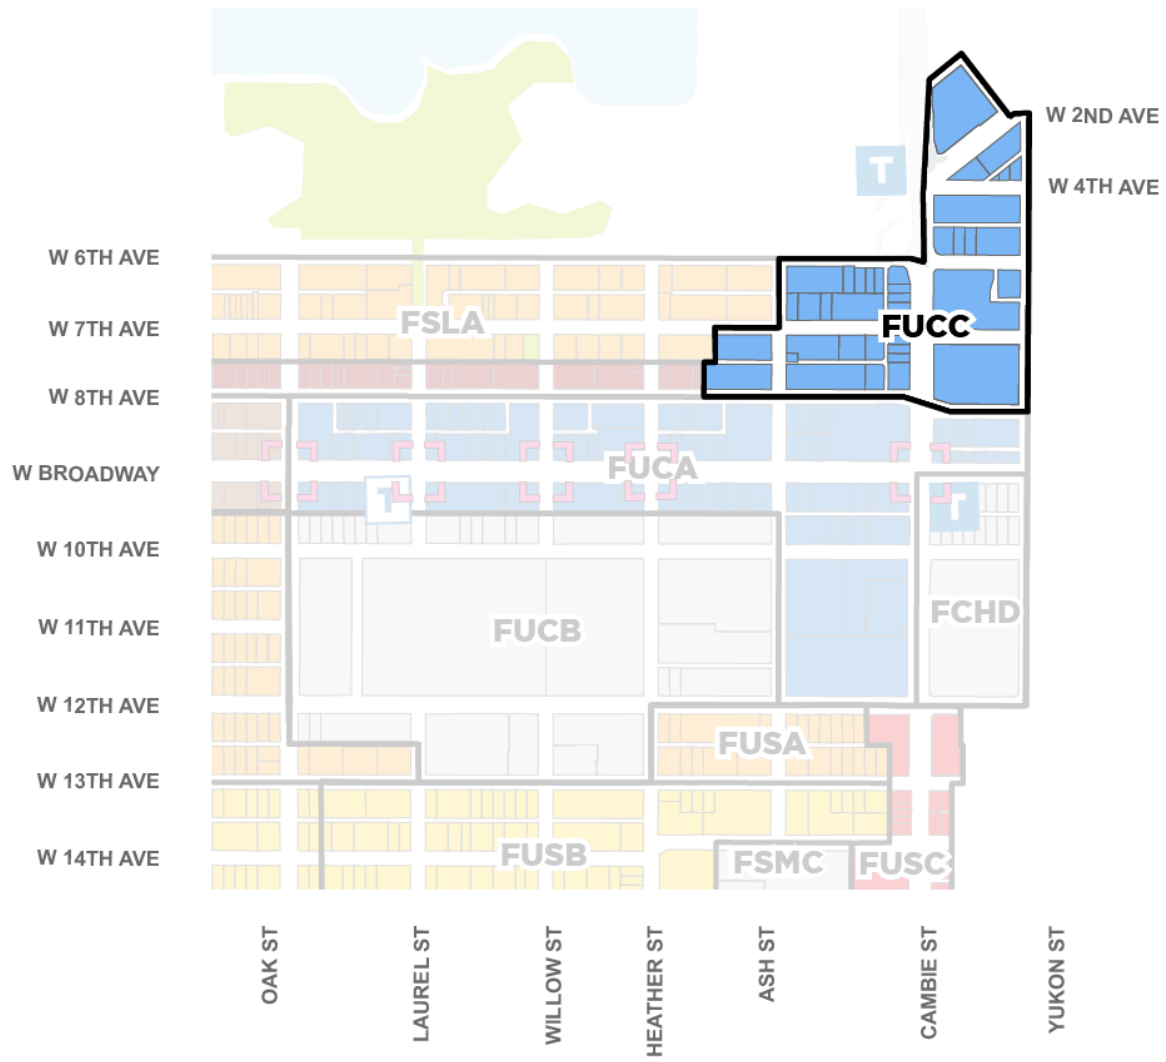 W 2ND AVE
T
W 4TH AVE
W 6TH AVE
FSLA
FUCC
W 7TH AVE
W 8TH AVE
W BROADWAY
FUCA
T
T
W 10TH AVE
FUCB
FCHD
W 11TH AVE
W 12TH AVE
FUSA
W 13TH AVE
FUSB
FSMC
FUSC
W 14TH AVE
OAK ST
LAUREL ST
WILLOW ST
HEATHER ST
ASH ST
CAMBIE ST
YUKON ST